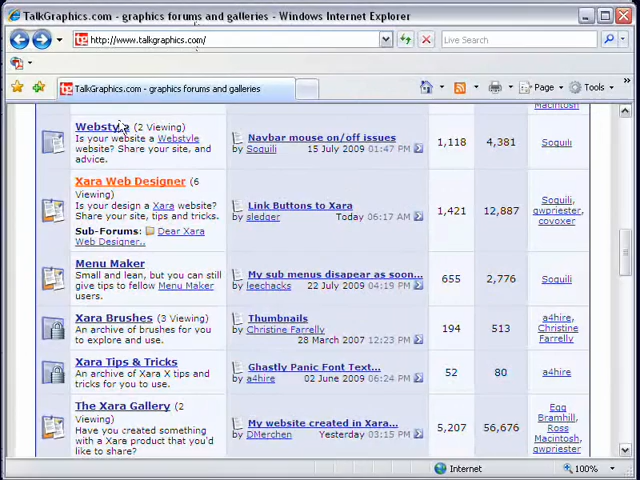 TalkGraphics.com - graphics forums and galleries - Windows Internet Explorer
http://www.talkgraphics.com/
Live Search
TalkGraphics.com - graphics forums and galleries
Page
Tools
Macintosh
Webstyle (2 Viewing)
Is your website a Webstyle
website? Share your site, and
advice.
Navbar mouse on/off issues
by Soquili 15 July 2009 01:47 PM
1,118
4,381
Soquili
Xara Web Designer (6
Viewing)
Is your design a Xara website?
Share your site, tips and tricks.
Sub-Forums: Dear Xara
Web Designer..
Link Buttons to Xara
by sledger Today 06:17 AM
1,421
12,887
Soquili,
gwpriester,
covoxer
Menu Maker
Small and lean, but you can still
give tips to fellow Menu Maker
users.
My sub menus disapear as soon...
by leechacks 22 July 2009 04:19 PM
655
2,776
Soquili
Xara Brushes (3 Viewing)
An archive of brushes for you
to explore and use.
Thumbnails
by Christine Farrelly
28 March 2007 12:23 PM
194
513
a4hire,
Christine
Farrelly
Xara Tips & Tricks
An archive of Xara X tips and
tricks for you to use.
Ghastly Panic Font Text...
by a4hire 02 June 2009 06:24 PM
52
80
a4hire
The Xara Gallery (2
Viewing)
Have you created something
with a Xara product that you'd
like to share?
My website created in Xara...
by DMerchen Yesterday 03:15 PM
5,207
56,676
Egg
Bramhill,
Ross
Macintosh,
gwpriester
Internet
100%